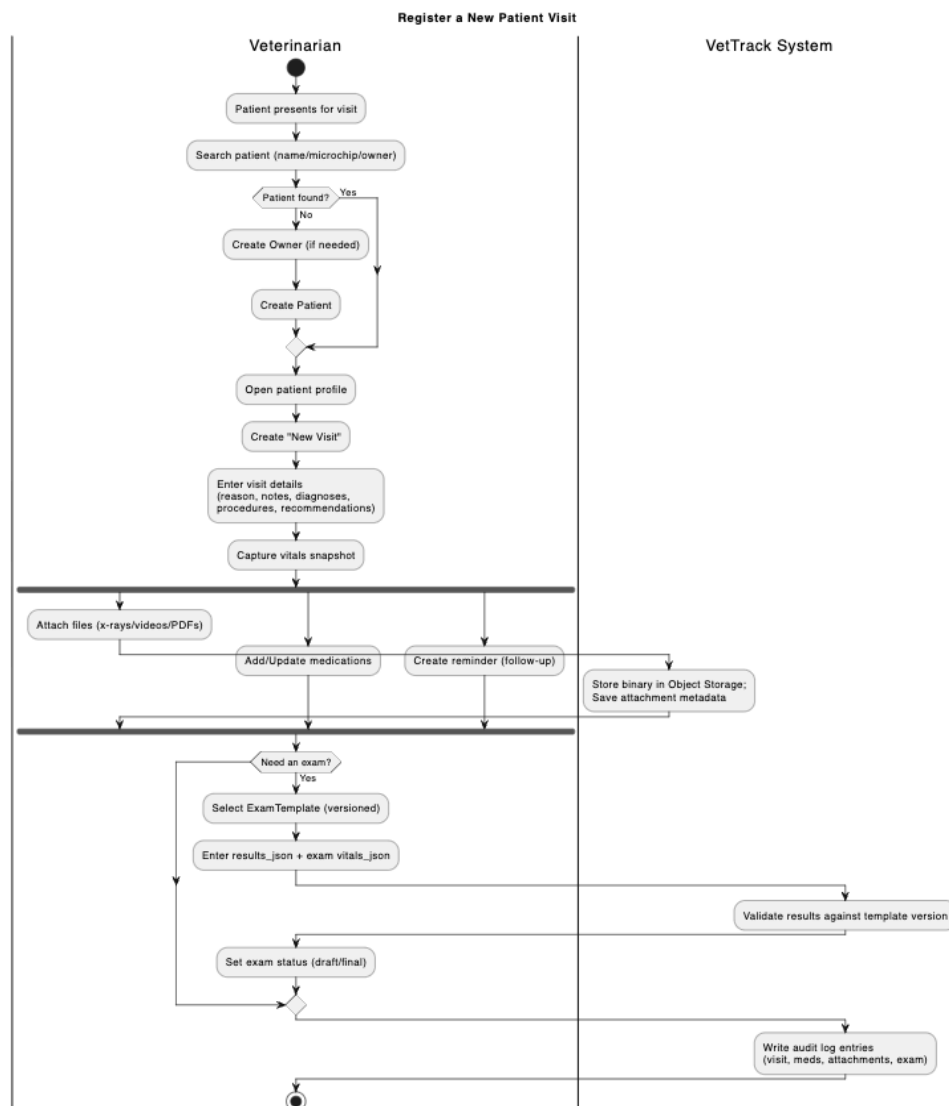 Register a New Patient Visit
Veterinarian
VetTrack System
Patient presents for visit
Search patient (name/microchip/owner)
Patient found?
Yes
No
Create Owner (if needed)
Create Patient
Open patient profile
Create "New Visit"
Enter visit details
(reason, notes, diagnoses,
procedures, recommendations)
Capture vitals snapshot
Attach files (x-rays/videos/PDFs)
Add/Update medications
Create reminder (follow-up)
Store binary in Object Storage;
Save attachment metadata
Need an exam?
Yes
Select ExamTemplate (versioned)
Enter results_json + exam vitals_json
Validate results against template version
Set exam status (draft/final)
Write audit log entries
(visit, meds, attachments, exam)